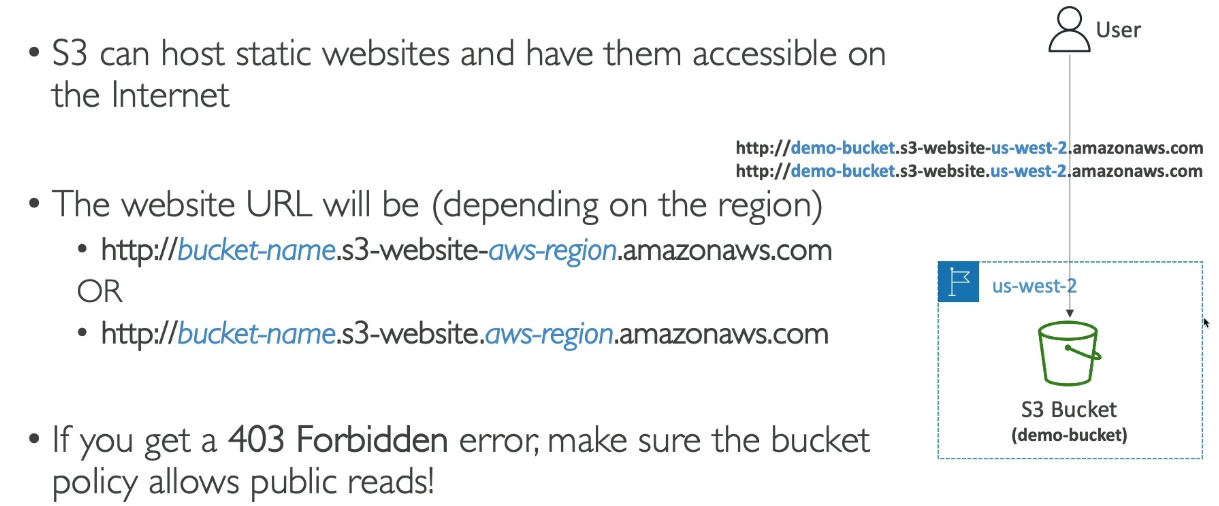 • S3 can host static websites and have them accessible on
the Internet
• The website URL will be (depending on the region)
• http://bucket-name.s3-website-aws-region.amazonaws.com
OR
• http://bucket-name.s3-website.aws-region.amazonaws.com
• If you get a 403 Forbidden error, make sure the bucket
policy allows public reads!
User
http://demo-bucket.s3-website-us-west-2.amazonaws.com
http://demo-bucket.s3-website.us-west-2.amazonaws.com
us-west-2
S3 Bucket
(demo-bucket)